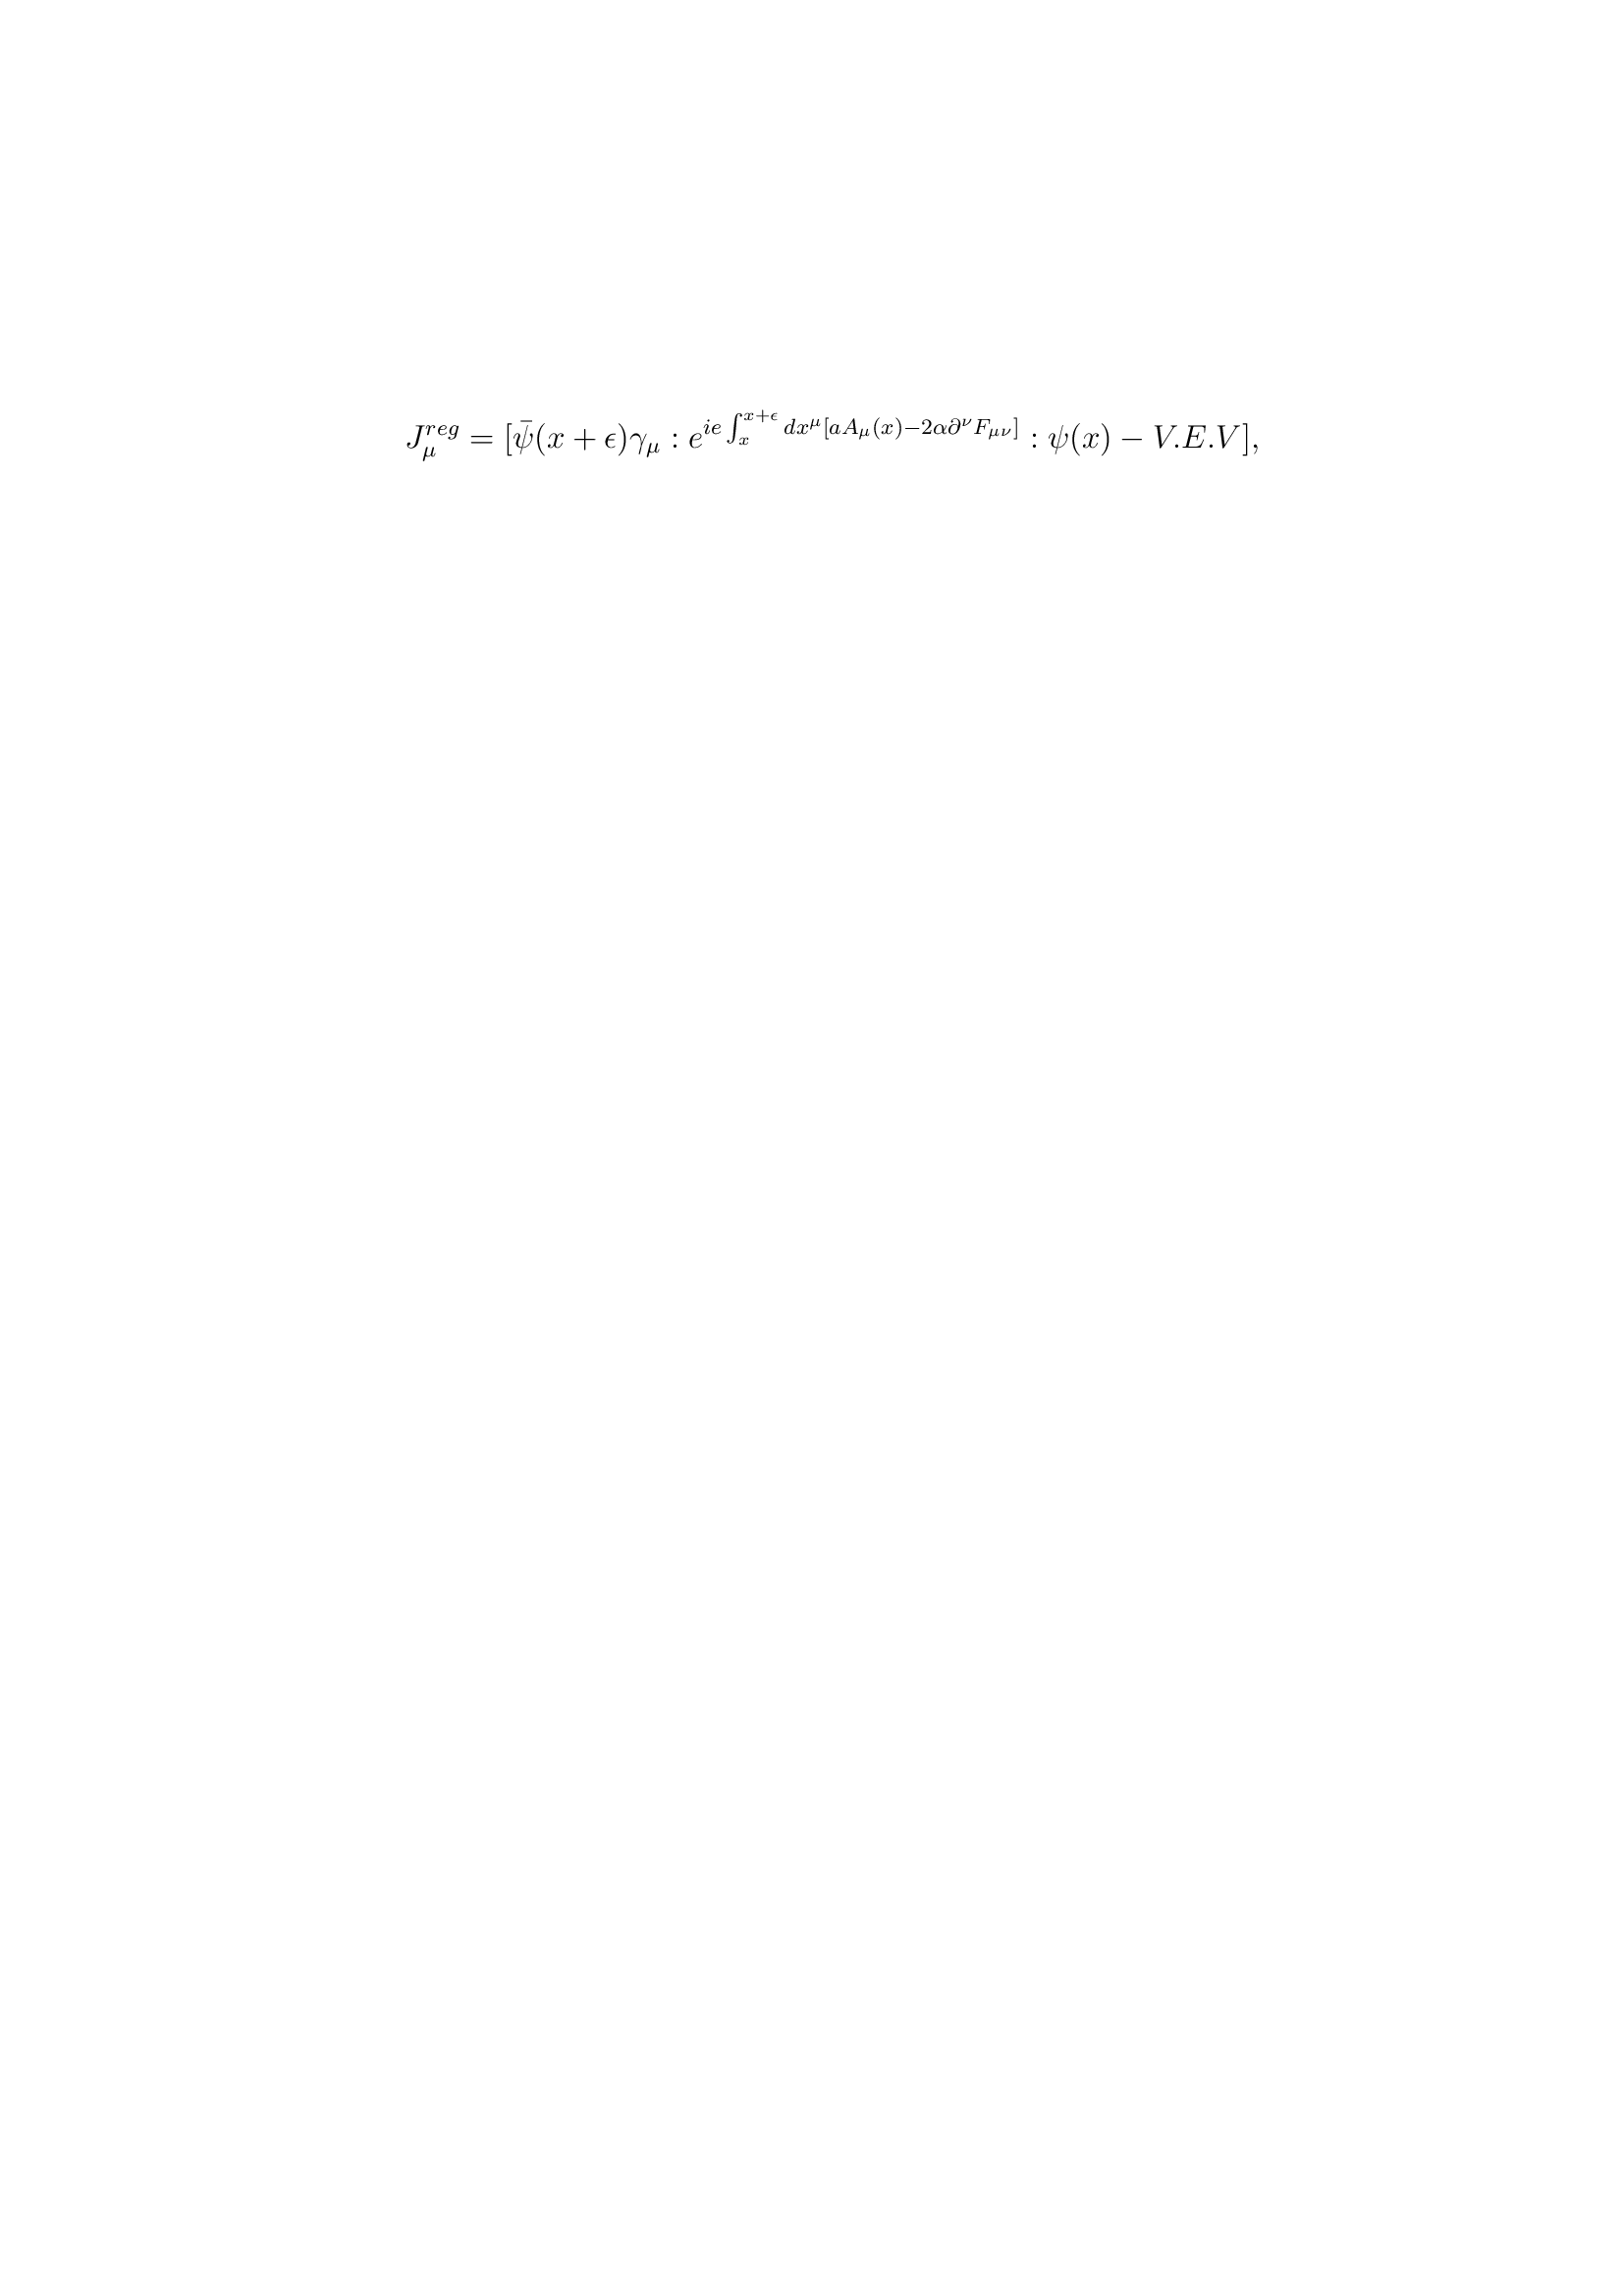 $J_{\mu}^{reg} = [\bar{\psi}(x+\epsilon)\gamma_{\mu} : e^{ie\int_{x}^{x+\epsilon} dx^{\mu}[aA_{\mu}(x)-2\alpha\partial^{\nu}F_{\mu\nu}]} : \psi(x) - V.E.V],$